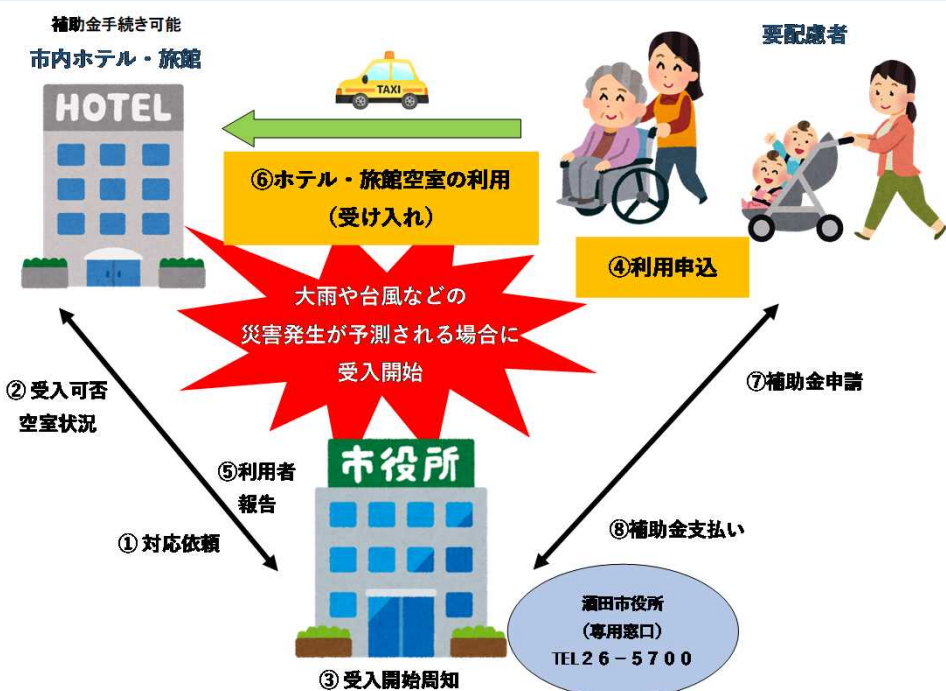 補助金手続き可能
市内ホテル・旅館
HOTEL
TAXI
要配慮者
⑥ホテル・旅館空室の利用
(受け入れ)
④利用申込
大雨や台風などの
災害発生が予測される場合に
受入開始
②受入可否
空室状況
⑦補助金申請
⑤利用者
報告
市役所
①対応依頼
⑧補助金支払い
酒田市役所
(専用窓口)
TEL26-5700
③受入開始周知